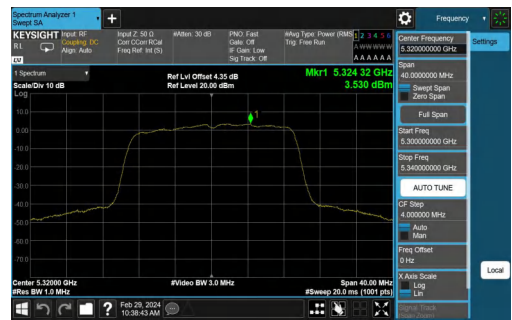 Spectrum Analyzer 1
Swept SA
Frequency
KEYSIGHT
Input: RF
Coupling: DC
Align: Auto
Input Z: 50 Ω
Corr CCorr RCal
Freq Ref: Int (S)
#Atten: 30 dB
PNO: Fast
Gate: Off
IF Gain: Low
Sig Track: Off
#Avg Type: Power (RMS
Trig: Free Run
1 2 3 4 5 6
A W W W W W
A A A A A A
RL
LV
1 Spectrum
Scale/Div 10 dB
Log
Ref Lvl Offset 4.35 dB
Ref Level 20.00 dBm
Mkr1 5.324 32 GHz
3.530 dBm
1
10.0
0.00
-10.0
-20.0
-30.0
-40.0
-50.0
-60.0
-70.0
Center 5.32000 GHz
#Res BW 1.0 MHz
#Video BW 3.0 MHz
Span 40.00 MHz
#Sweep 20.0 ms (1001 pts)
Feb 29, 2024
10:38:43 AM
Center Frequency
5.320000000 GHz
Settings
Span
40.0000000 MHz
Swept Span
Zero Span
Full Span
Start Freq
5.300000000 GHz
Stop Freq
5.340000000 GHz
AUTO TUNE
CF Step
4.000000 MHz
Auto
Man
Freq Offset
0 Hz
X Axis Scale
Log
Lin
Signal Track
Local